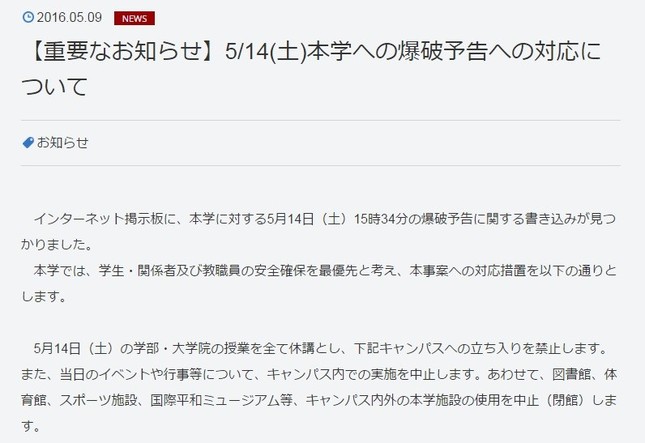 2016.05.09 NEWS
【重要なお知らせ】5/14(土)本学への爆破予告への対応に
ついて
お知らせ
インターネット掲示板に、本学に対する5月14日（土）15時34分の爆破予告に関する書き込みが見つ
かりました。
本学では、学生・関係者及び教職員の安全確保を最優先と考え、本事案への対応措置を以下の通りと
します。
5月14日（土）の学部・大学院の授業を全て休講とし、下記キャンパスへの立ち入りを禁止します。
また、当日のイベントや行事等について、キャンパス内での実施を中止します。あわせて、図書館、体
育館、スポーツ施設、国際平和ミュージアム等、キャンパス内外の本学施設の使用を中止（閉館）しま
す。